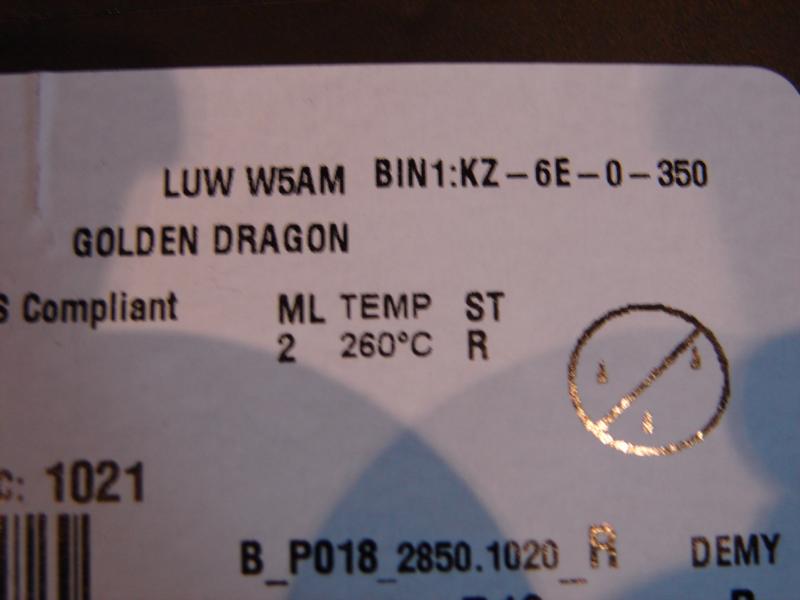 LUW W5AM BIN1:KZ-6E-0-350
GOLDEN DRAGON
S Compliant ML TEMP ST
2 260°C R
C: 1021
B_P018_2850.1020_R DEMY